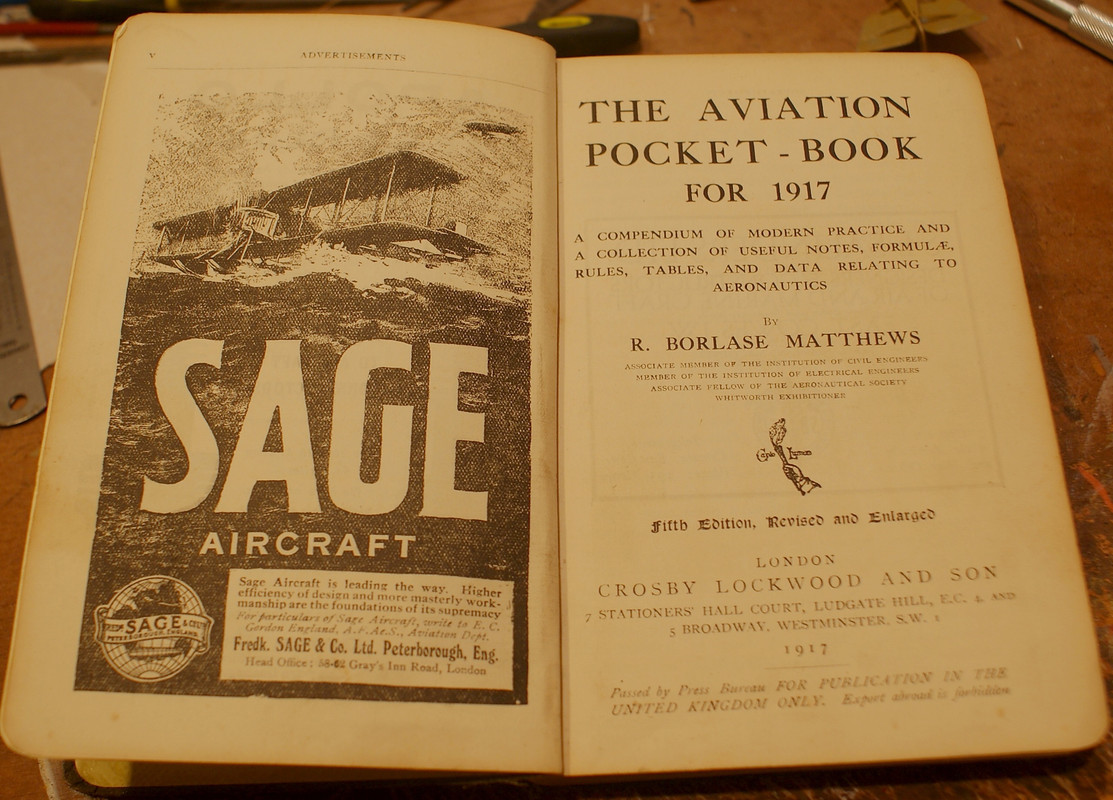 v
ADVERTISEMENTS
SAGE
AIRCRAFT
FREDK. SAGE & CO. LTD.
PETERBOROUGH, ENGLAND.
Sage Aircraft is leading the way. Higher
efficiency of design and more masterly work-
manship are the foundations of its supremacy
For particulars of Sage Aircraft, write to E. C.
Gordon England, A.F.Ae.S., Aviation Dept.
Fredk. SAGE & Co. Ltd. Peterborough, Eng.
Head Office: 58-62 Gray's Inn Road, London
THE AVIATION
POCKET-BOOK
FOR 1917
A COMPENDIUM OF MODERN PRACTICE AND
A COLLECTION OF USEFUL NOTES, FORMULÆ,
RULES, TABLES, AND DATA RELATING TO
AERONAUTICS
By
R. BORLASE MATTHEWS
ASSOCIATE MEMBER OF THE INSTITUTION OF CIVIL ENGINEERS
MEMBER OF THE INSTITUTION OF ELECTRICAL ENGINEERS
ASSOCIATE FELLOW OF THE AERONAUTICAL SOCIETY
WHITWORTH EXHIBITIONER
Capio Lumen
Fifth Edition, Revised and Enlarged
LONDON
CROSBY LOCKWOOD AND SON
7 STATIONERS' HALL COURT, LUDGATE HILL, E.C. 4, AND
5 BROADWAY, WESTMINSTER, S.W. 1
1917
Passed by Press Bureau FOR PUBLICATION IN THE
UNITED KINGDOM ONLY. Export abroad is forbidden